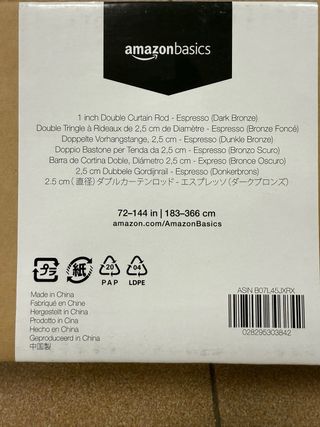 amazonbasics
1 inch Double Curtain Rod - Espresso (Dark Bronze)
Double Tringle à Rideaux de 2,5 cm de Diamètre - Espresso (Bronze Foncé)
Doppelte Vorhangstange, 2,5 cm - Espresso (Dunkle Bronze)
Doppio Bastone per Tenda da 2,5 cm - Espresso (Bronzo Scuro)
Barra de Cortina Doble, Diámetro 2,5 cm - Expreso (Bronce Oscuro)
2,5 cm Dubbele Gordijnrail - Espresso (Donkerbrons)
2.5 cm (直径) ダブルカーテンロッド - エスプレッソ (ダークブロンズ)
72–144 in | 183–366 cm
amazon.com/AmazonBasics
プラ 紙 20 PAP 04 LDPE
Made in China
Fabriqué en Chine
Hergestellt in China
Prodotto in Cina
Hecho en China
Geproduceerd in China
中国製
ASIN B07L45JXRX
028295303842